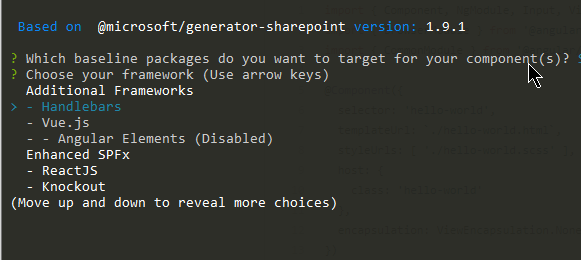 Based on @microsoft/generator-sharepoint version: 1.9.1
? Which baseline packages do you want to target for your component(s)?
? Choose your framework (Use arrow keys)
Additional Frameworks
> - Handlebars
- Vue.js
- - Angular Elements (Disabled)
Enhanced SPFx
- ReactJS
- Knockout
(Move up and down to reveal more choices)